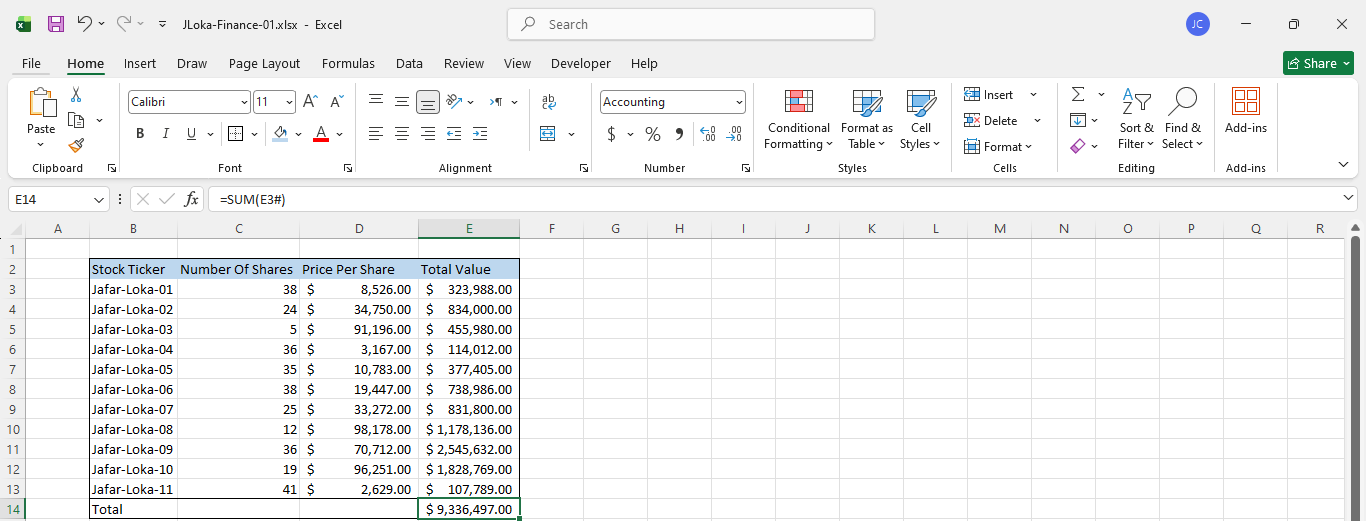 JLoka-Finance-01.xlsx - Excel
Search
JC
File Home Insert Draw Page Layout Formulas Data Review View Developer Help
Share
Paste
Calibri 11
B I U A
ab
Accounting
$ % 9
Conditional Formatting
Format as Table
Cell Styles
Insert
Delete
Format
Sort & Filter
Find & Select
Add-ins
Clipboard Font Alignment Number Styles Cells Editing Add-ins
E14 fx =SUM(E3#)
A B C D E F G H I J K L M N O P Q R
1
2 Stock Ticker Number Of Shares Price Per Share Total Value
3 Jafar-Loka-01 38 $ 8,526.00 $ 323,988.00
4 Jafar-Loka-02 24 $ 34,750.00 $ 834,000.00
5 Jafar-Loka-03 5 $ 91,196.00 $ 455,980.00
6 Jafar-Loka-04 36 $ 3,167.00 $ 114,012.00
7 Jafar-Loka-05 35 $ 10,783.00 $ 377,405.00
8 Jafar-Loka-06 38 $ 19,447.00 $ 738,986.00
9 Jafar-Loka-07 25 $ 33,272.00 $ 831,800.00
10 Jafar-Loka-08 12 $ 98,178.00 $ 1,178,136.00
11 Jafar-Loka-09 36 $ 70,712.00 $ 2,545,632.00
12 Jafar-Loka-10 19 $ 96,251.00 $ 1,828,769.00
13 Jafar-Loka-11 41 $ 2,629.00 $ 107,789.00
14 Total $ 9,336,497.00